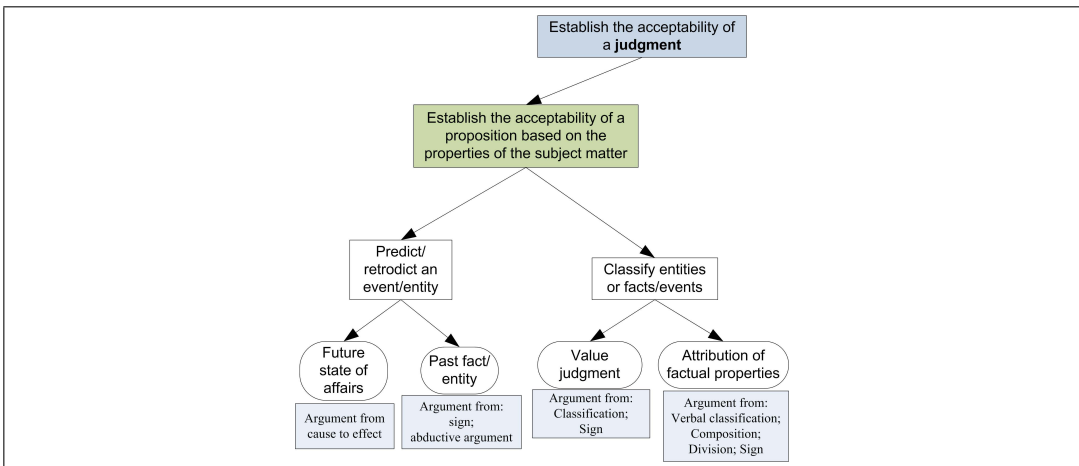 Establish the acceptability of
a judgment
Establish the acceptability of a
proposition based on the
properties of the subject matter
Predict/
retrodict an
event/entity
Classify entities
or facts/events
Future
state of
affairs
Past fact/
entity
Value
judgment
Attribution of
factual properties
Argument from
cause to effect
Argument from:
sign;
abductive argument
Argument from:
Classification;
Sign
Argument from:
Verbal classification;
Composition;
Division; Sign